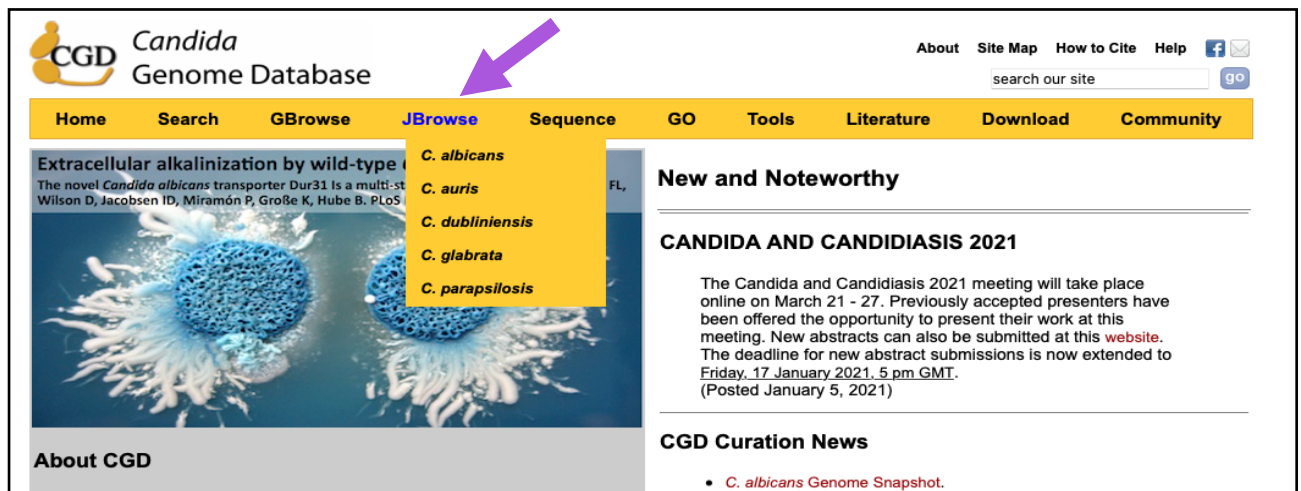 CGD
Candida
Genome Database
About Site Map How to Cite Help
search our site go
Home Search GBrowse JBrowse Sequence GO Tools Literature Download Community
C. albicans
C. auris
C. dubliniensis
C. glabrata
C. parapsilosis
Extracellular alkalinization by wild-type
The novel Candida albicans transporter Dur31 Is a multi-st FL,
Wilson D, Jacobsen ID, Miramón P, Große K, Hube B. PLoS
About CGD
New and Noteworthy
CANDIDA AND CANDIDIASIS 2021
The Candida and Candidiasis 2021 meeting will take place
online on March 21 - 27. Previously accepted presenters have
been offered the opportunity to present their work at this
meeting. New abstracts can also be submitted at this website.
The deadline for new abstract submissions is now extended to
Friday, 17 January 2021, 5 pm GMT.
(Posted January 5, 2021)
CGD Curation News
• C. albicans Genome Snapshot.